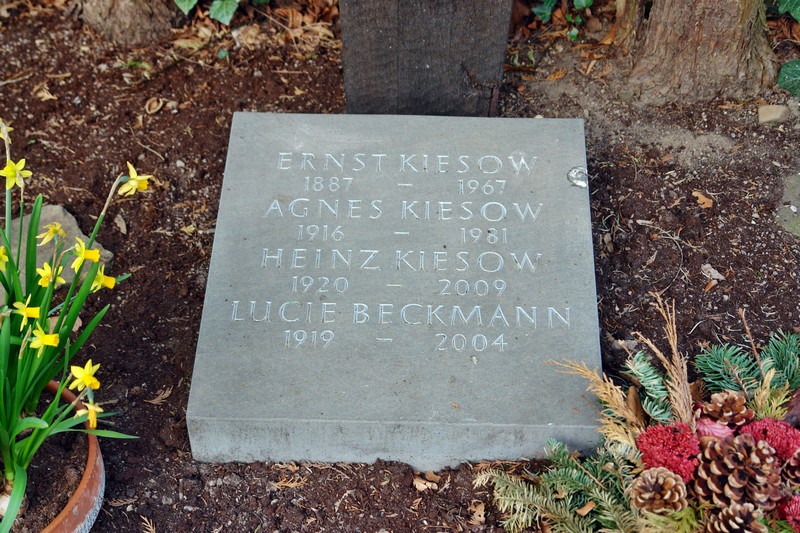 ERNST KIESOW
1887 – 1967
AGNES KIESOW
1916 – 1981
HEINZ KIESOW
1920 – 2009
LUCIE BECKMANN
1919 – 2004